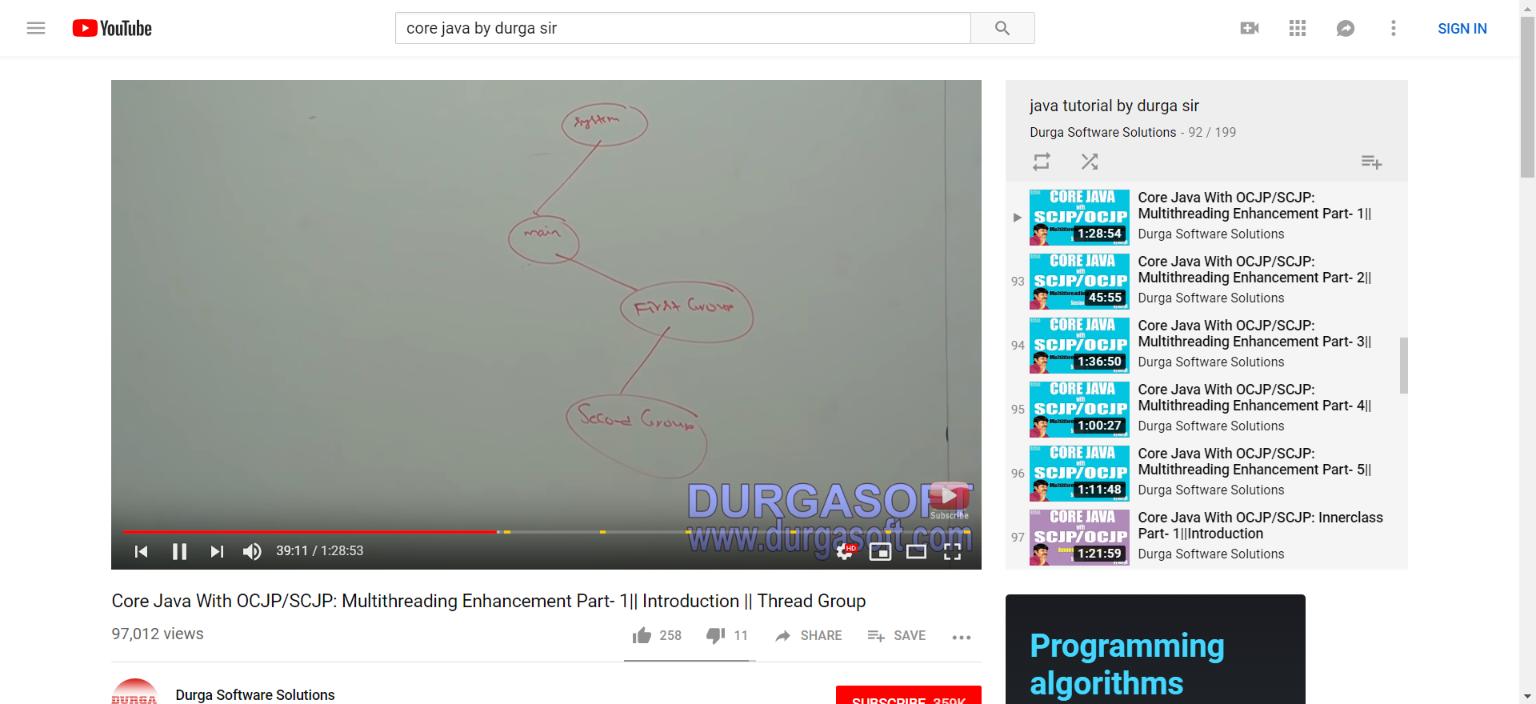 YouTube
core java by durga sir
SIGN IN
System
main
First Group
Second Group
DURGASOFT
Subscribe
www.durgasoft.com
39:11 / 1:28:53
HD
Core Java With OCJP/SCJP: Multithreading Enhancement Part- 1|| Introduction || Thread Group
97,012 views
258
11
SHARE
SAVE
DURGA
Durga Software Solutions
SUBSCRIBE 359K
java tutorial by durga sir
Durga Software Solutions - 92 / 199
CORE JAVA
with
SCJP/OCJP
1:28:54
Core Java With OCJP/SCJP:
Multithreading Enhancement Part- 1||
Durga Software Solutions
93
CORE JAVA
with
SCJP/OCJP
45:55
Core Java With OCJP/SCJP:
Multithreading Enhancement Part- 2||
Durga Software Solutions
94
CORE JAVA
with
SCJP/OCJP
1:36:50
Core Java With OCJP/SCJP:
Multithreading Enhancement Part- 3||
Durga Software Solutions
95
CORE JAVA
with
SCJP/OCJP
1:00:27
Core Java With OCJP/SCJP:
Multithreading Enhancement Part- 4||
Durga Software Solutions
96
CORE JAVA
with
SCJP/OCJP
1:11:48
Core Java With OCJP/SCJP:
Multithreading Enhancement Part- 5||
Durga Software Solutions
97
CORE JAVA
with
SCJP/OCJP
1:21:59
Core Java With OCJP/SCJP: Innerclass
Part- 1||Introduction
Durga Software Solutions
Programming
algorithms